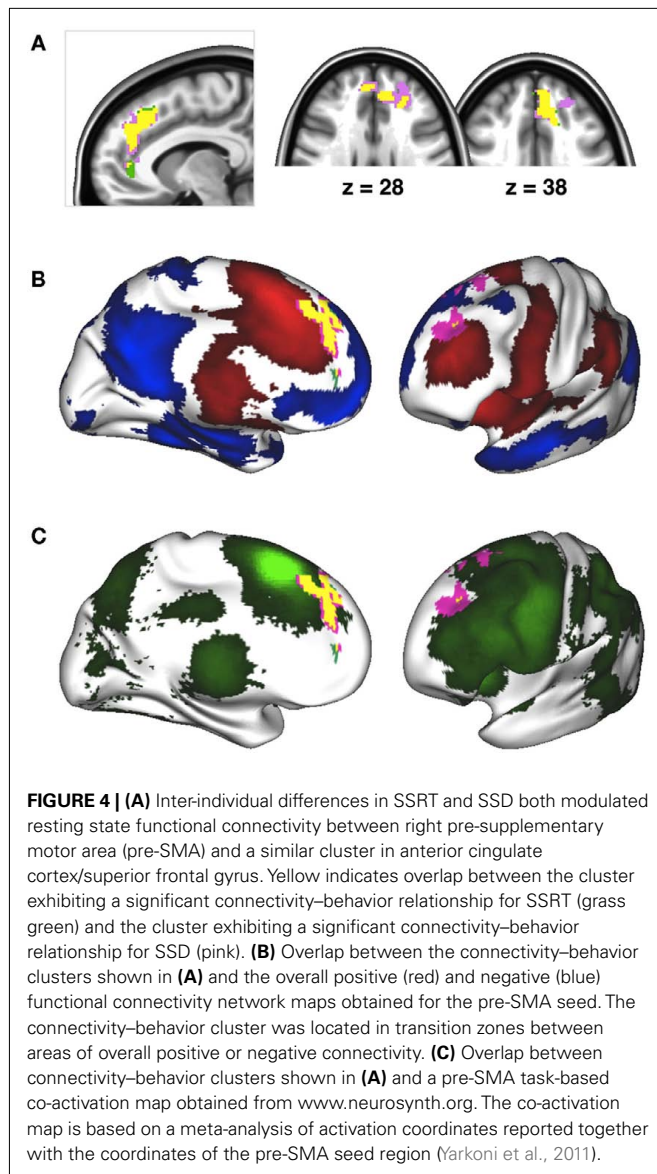 A
z = 28
z = 38
B
C
FIGURE 4 | (A) Inter-individual differences in SSRT and SSD both modulated
resting state functional connectivity between right pre-supplementary
motor area (pre-SMA) and a similar cluster in anterior cingulate
cortex/superior frontal gyrus. Yellow indicates overlap between the cluster
exhibiting a significant connectivity–behavior relationship for SSRT (grass
green) and the cluster exhibiting a significant connectivity–behavior
relationship for SSD (pink). (B) Overlap between the connectivity–behavior
clusters shown in (A) and the overall positive (red) and negative (blue)
functional connectivity network maps obtained for the pre-SMA seed. The
connectivity–behavior cluster was located in transition zones between
areas of overall positive or negative connectivity. (C) Overlap between
connectivity–behavior clusters shown in (A) and a pre-SMA task-based
co-activation map obtained from www.neurosynth.org. The co-activation
map is based on a meta-analysis of activation coordinates reported together
with the coordinates of the pre-SMA seed region (Yarkoni et al., 2011).